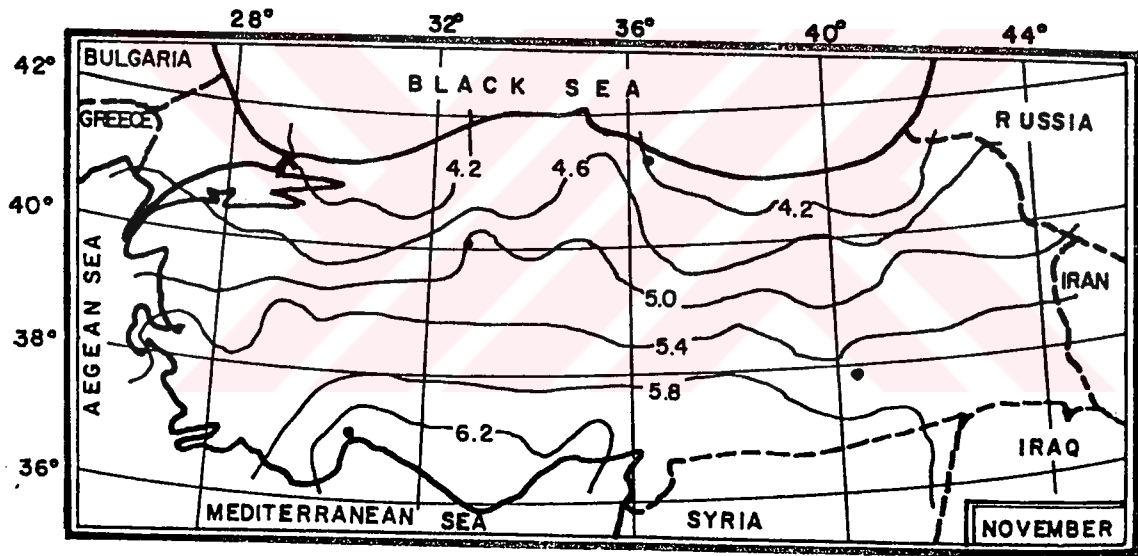 28° 32° 36° 40° 44°
42°
BULGARIA
BLACK SEA
GREECE
RUSSIA
4.2 4.6
40°
4.2
AEGEAN SEA
5.0
IRAN
38°
5.4
5.8
6.2
IRAQ
36°
MEDITERRANEAN SEA
SYRIA
NOVEMBER